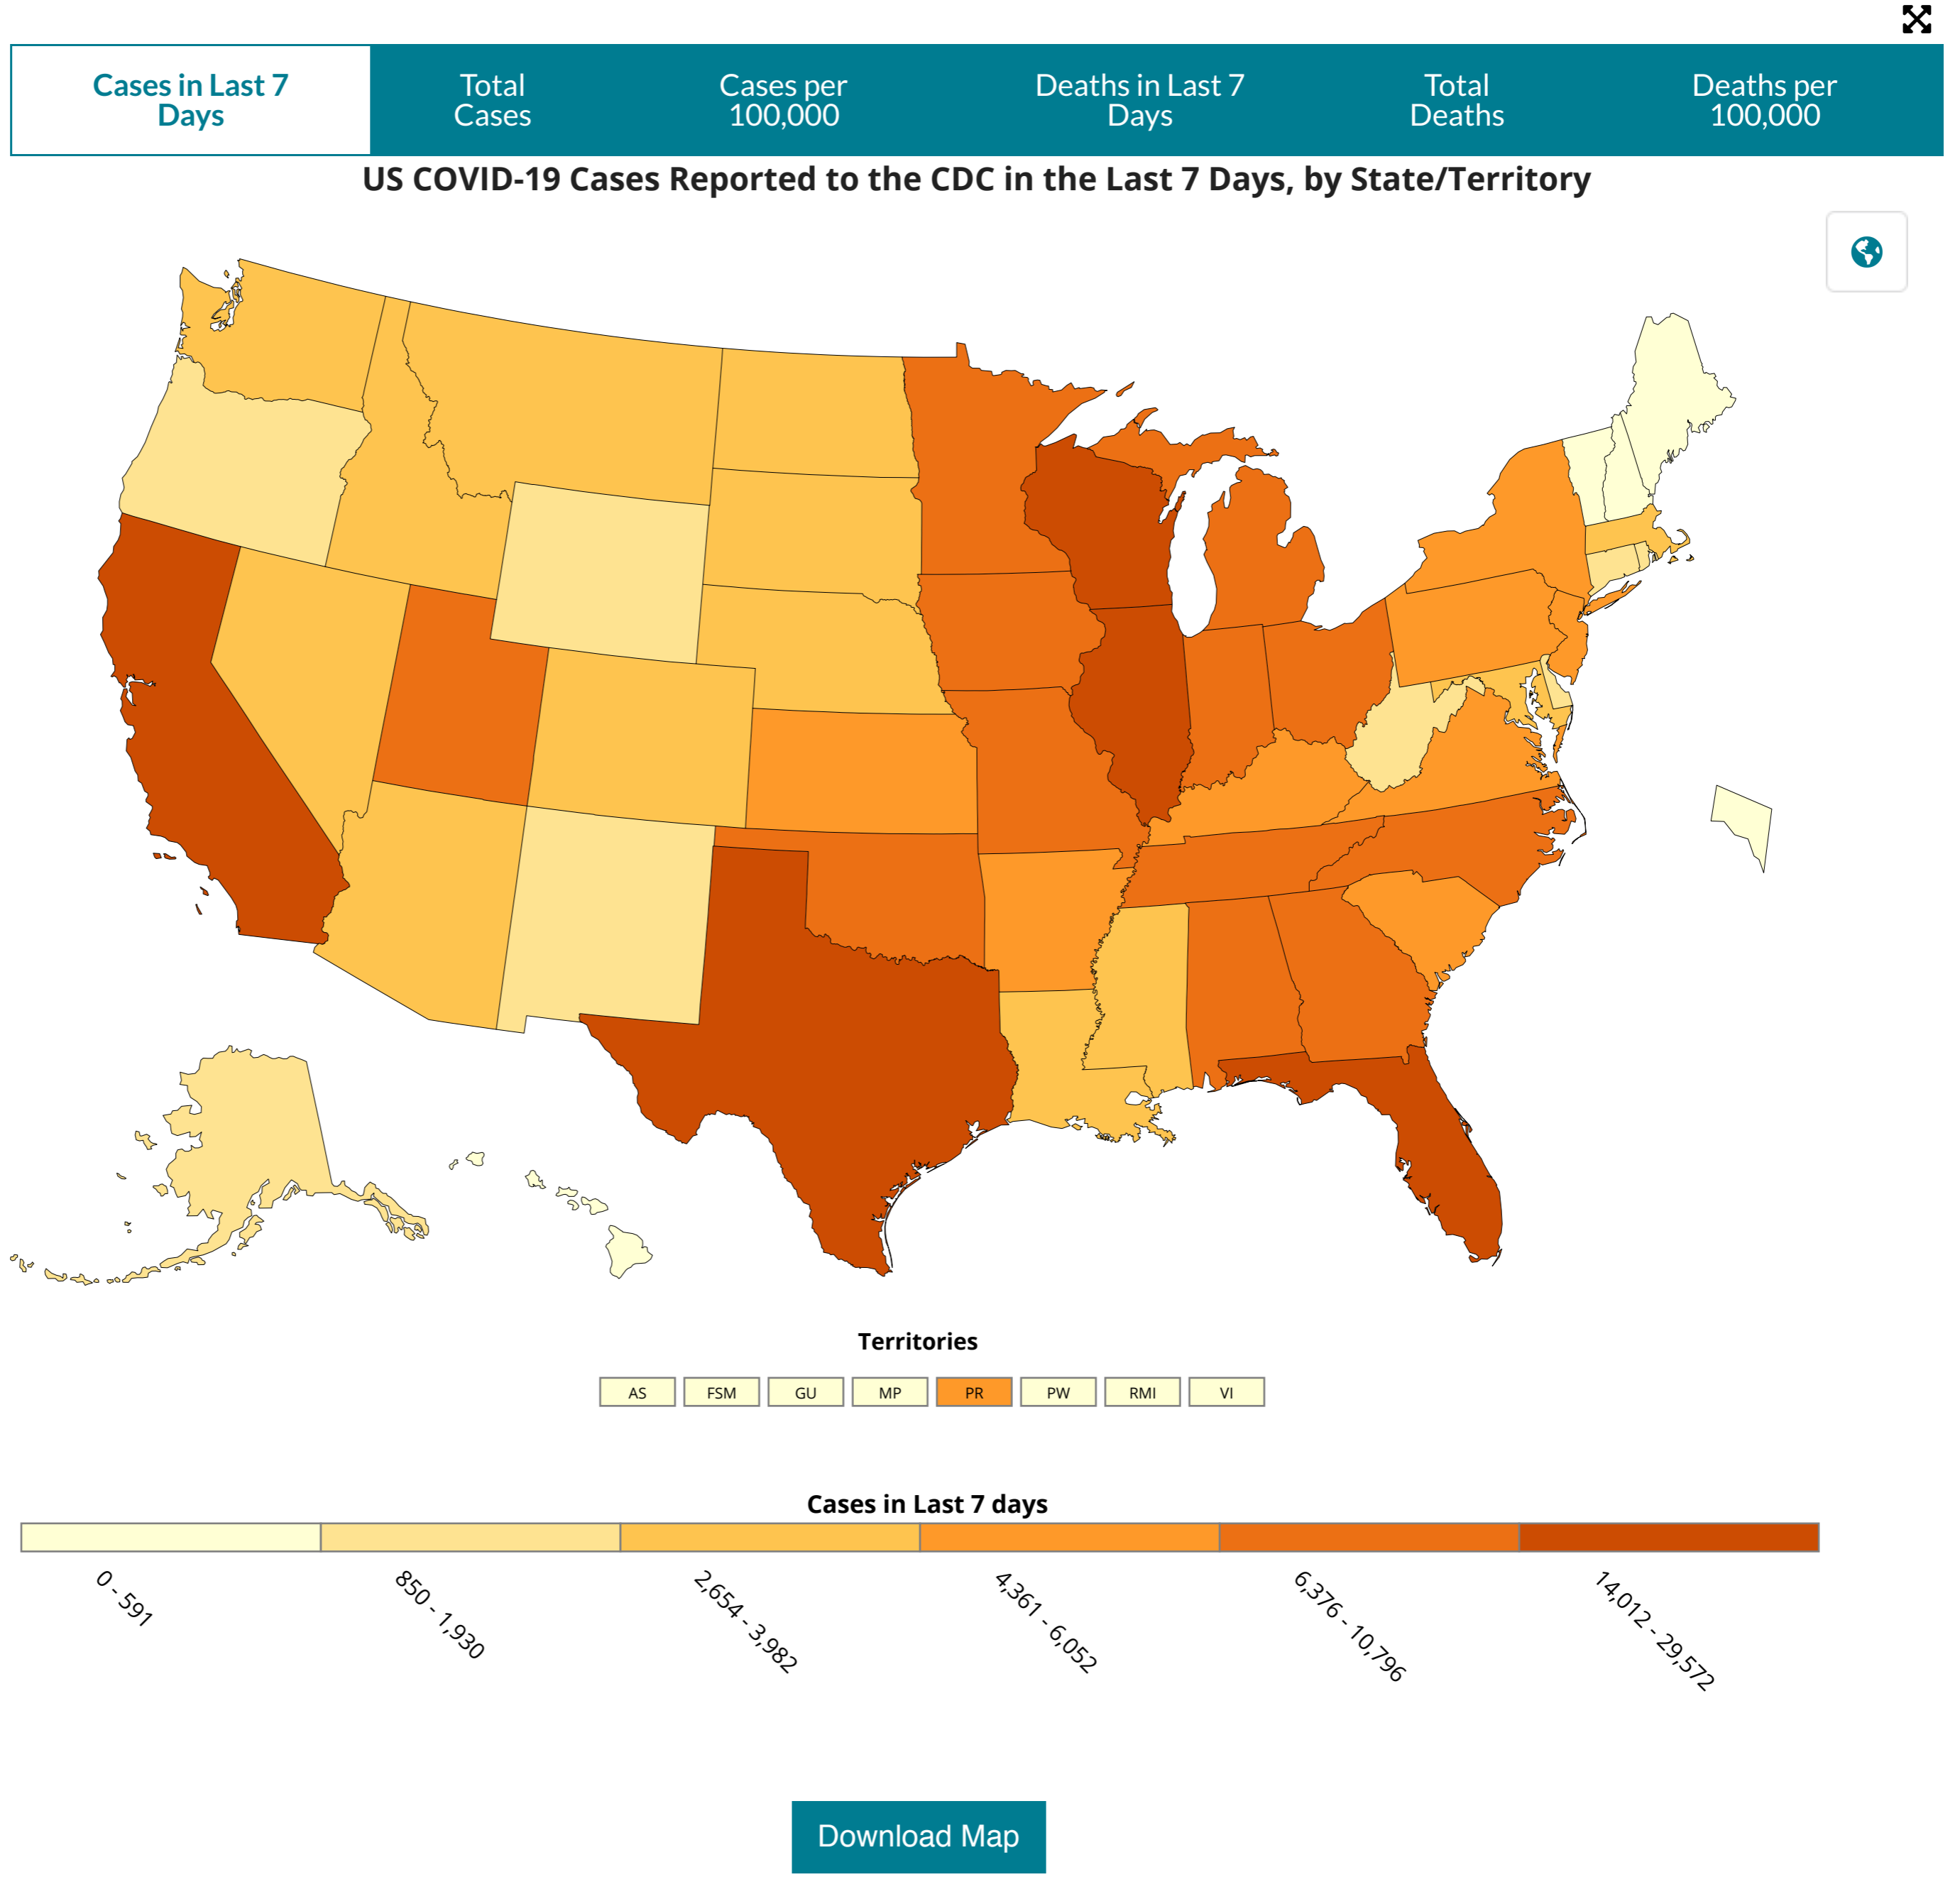 Cases in Last 7
Days
Total
Cases
Cases per
100,000
Deaths in Last 7
Days
Total
Deaths
Deaths per
100,000
US COVID-19 Cases Reported to the CDC in the Last 7 Days, by State/Territory
Territories
AS
FSM
GU
MP
PR
PW
RMI
VI
Cases in Last 7 days
0 - 591
850 - 1,930
2,654 - 3,982
4,361 - 6,052
6,376 - 10,796
14,012 - 29,572
Download Map